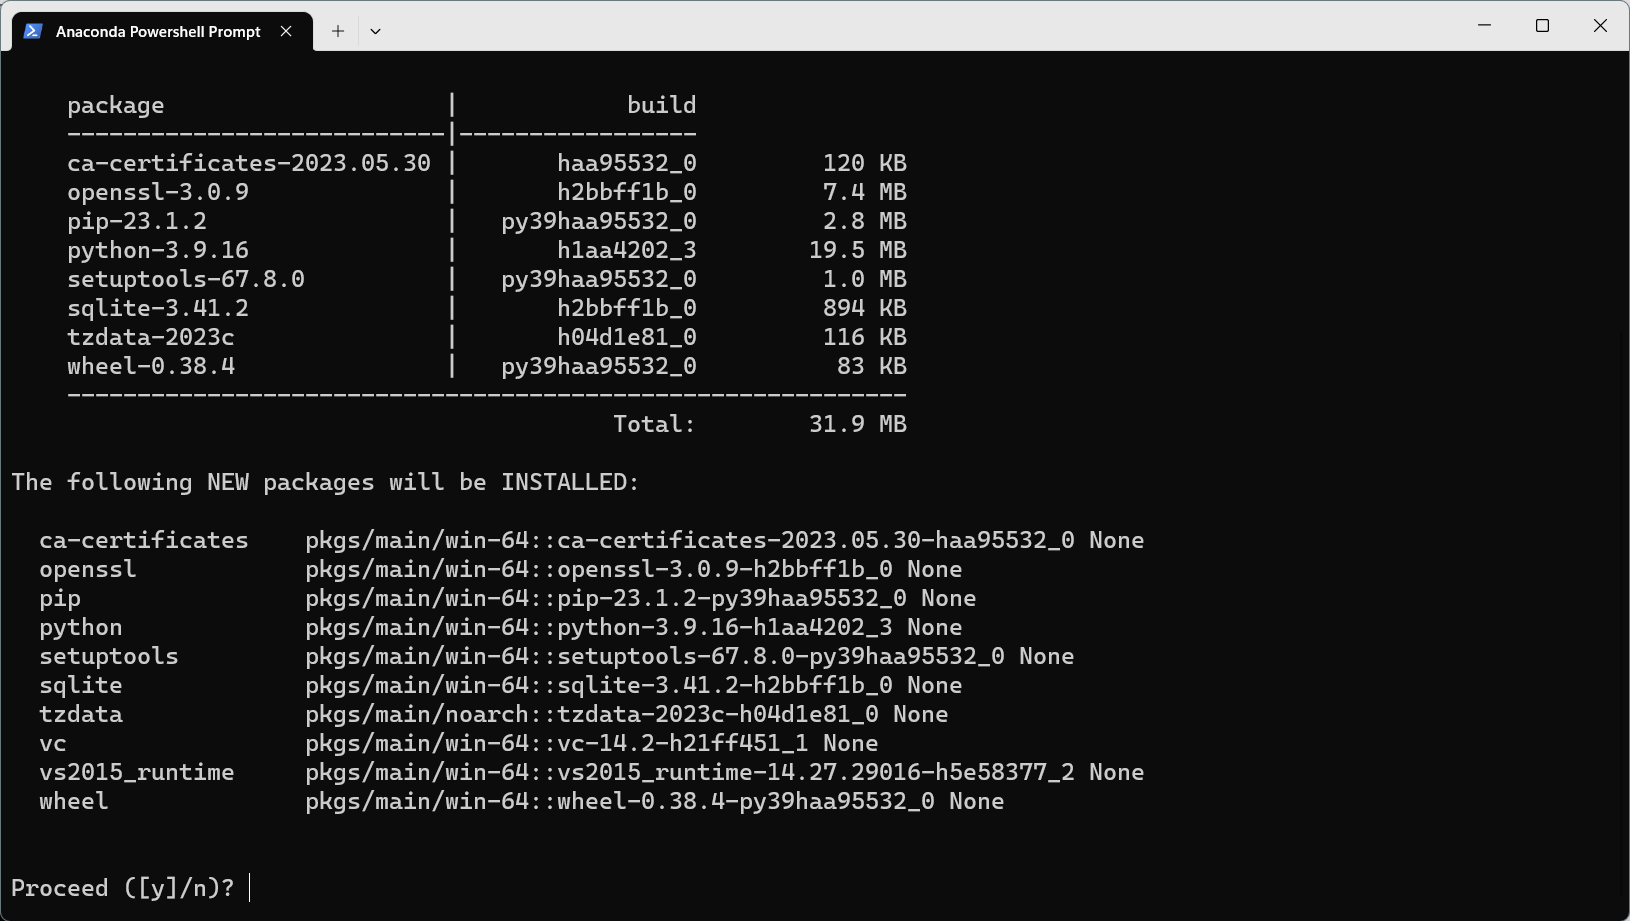 Anaconda Powershell Prompt
package | build
---------------------------|-----------------
ca-certificates-2023.05.30 | haa95532_0 120 KB
openssl-3.0.9 | h2bbff1b_0 7.4 MB
pip-23.1.2 | py39haa95532_0 2.8 MB
python-3.9.16 | h1aa4202_3 19.5 MB
setuptools-67.8.0 | py39haa95532_0 1.0 MB
sqlite-3.41.2 | h2bbff1b_0 894 KB
tzdata-2023c | h04d1e81_0 116 KB
wheel-0.38.4 | py39haa95532_0 83 KB
------------------------------------------------------------
Total: 31.9 MB
The following NEW packages will be INSTALLED:
ca-certificates pkgs/main/win-64::ca-certificates-2023.05.30-haa95532_0 None
openssl pkgs/main/win-64::openssl-3.0.9-h2bbff1b_0 None
pip pkgs/main/win-64::pip-23.1.2-py39haa95532_0 None
python pkgs/main/win-64::python-3.9.16-h1aa4202_3 None
setuptools pkgs/main/win-64::setuptools-67.8.0-py39haa95532_0 None
sqlite pkgs/main/win-64::sqlite-3.41.2-h2bbff1b_0 None
tzdata pkgs/main/noarch::tzdata-2023c-h04d1e81_0 None
vc pkgs/main/win-64::vc-14.2-h21ff451_1 None
vs2015_runtime pkgs/main/win-64::vs2015_runtime-14.27.29016-h5e58377_2 None
wheel pkgs/main/win-64::wheel-0.38.4-py39haa95532_0 None
Proceed ([y]/n)?